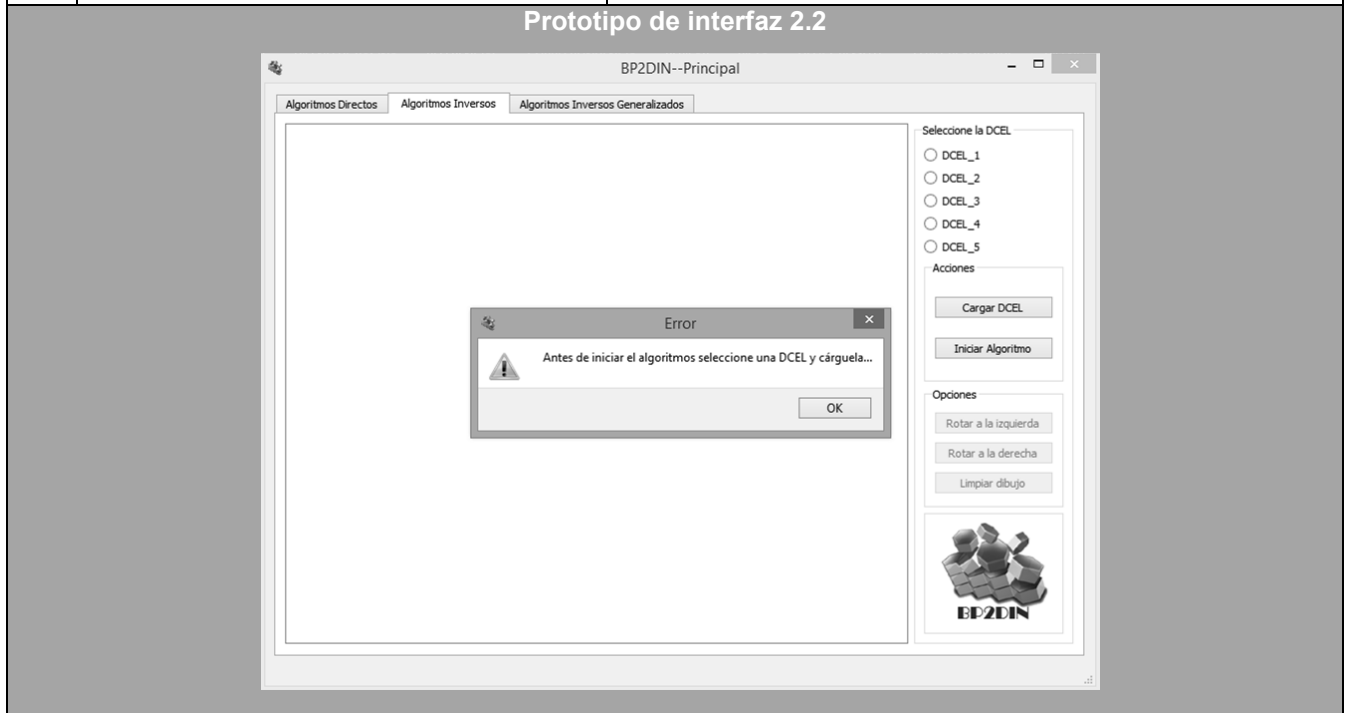 Prototipo de interfaz 2.2
BP2DIN--Principal
Algoritmos Directos
Algoritmos Inversos
Algoritmos Inversos Generalizados
Seleccione la DCEL
DCEL_1
DCEL_2
DCEL_3
DCEL_4
DCEL_5
Acciones
Cargar DCEL
Iniciar Algoritmo
Error
Antes de iniciar el algoritmos seleccione una DCEL y cárguela...
OK
Opciones
Rotar a la izquierda
Rotar a la derecha
Limpiar dibujo
BP2DIN